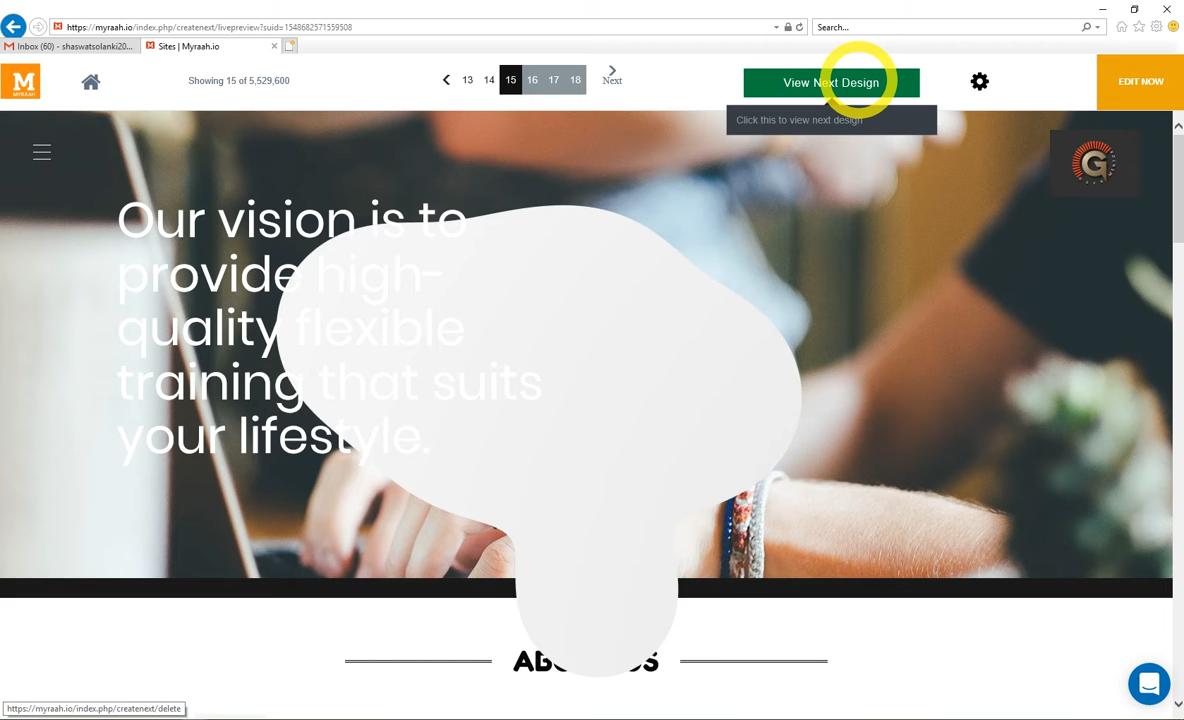 https://myraah.io/index.php/createnext/livepreview?suid=1548682571559508
Search...
Inbox (60) - shaswatsolanki20...
Sites | Myraah.io
M
MYRAAH
Showing 15 of 5,529,600
13 14 15 16 17 18
Next
View Next Design
EDIT NOW
Click this to view next design
G
Our vision is to
provide high-
quality flexible
training that suits
your lifestyle.
https://myraah.io/index.php/createnext/delete